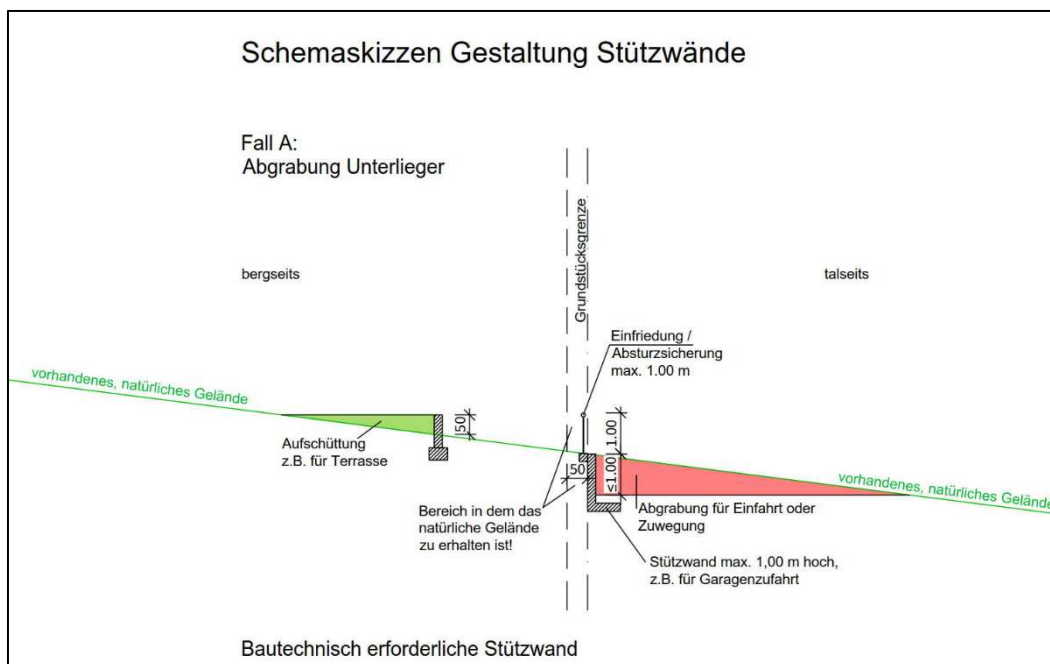 Schemaskizzen Gestaltung Stützwände
Fall A:
Abgrabung Unterlieger
Grundstücksgrenze
bergseits
talseits
Einfriedung /
Absturzsicherung
max. 1.00 m
vorhandenes, natürliches Gelände
50
1.00
Aufschüttung
z.B. für Terrasse
50
≤1.00
vorhandenes, natürliches Gelände
Bereich in dem das
natürliche Gelände
zu erhalten ist!
Abgrabung für Einfahrt oder
Zuwegung
Stützwand max. 1,00 m hoch,
z.B. für Garagenzufahrt
Bautechnisch erforderliche Stützwand